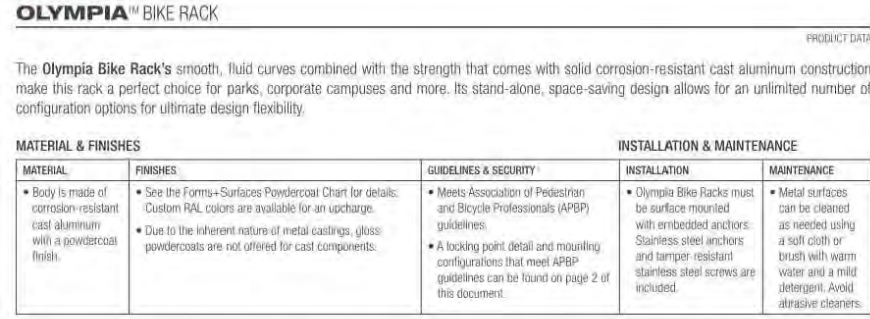 OLYMPIA™ BIKE RACK
PRODUCT DATA
The Olympia Bike Rack's smooth, fluid curves combined with the strength that comes with solid corrosion-resistant cast aluminum construction
make this rack a perfect choice for parks, corporate campuses and more. Its stand-alone, space-saving design allows for an unlimited number of
configuration options for ultimate design flexibility.
MATERIAL & FINISHES
INSTALLATION & MAINTENANCE
MATERIAL
• Body is made of
corrosion-resistant
cast aluminum
with a powdercoat
finish.
FINISHES
• See the Forms+Surfaces Powdercoat Chart for details.
Custom RAL colors are available for an upcharge.
• Due to the inherent nature of metal castings, gloss
powdercoats are not offered for cast components.
GUIDELINES & SECURITY
• Meets Association of Pedestrian
and Bicycle Professionals (APBP)
guidelines.
• A locking point detail and mounting
configurations that meet APBP
guidelines can be found on page 2 of
this document.
INSTALLATION
• Olympia Bike Racks must
be surface mounted
with embedded anchors.
Stainless steel anchors
and tamper resistant
stainless steel screws are
included.
MAINTENANCE
• Metal surfaces
can be cleaned
as needed using
a soft cloth or
brush with warm
water and a mild
detergent. Avoid
abrasive cleaners.